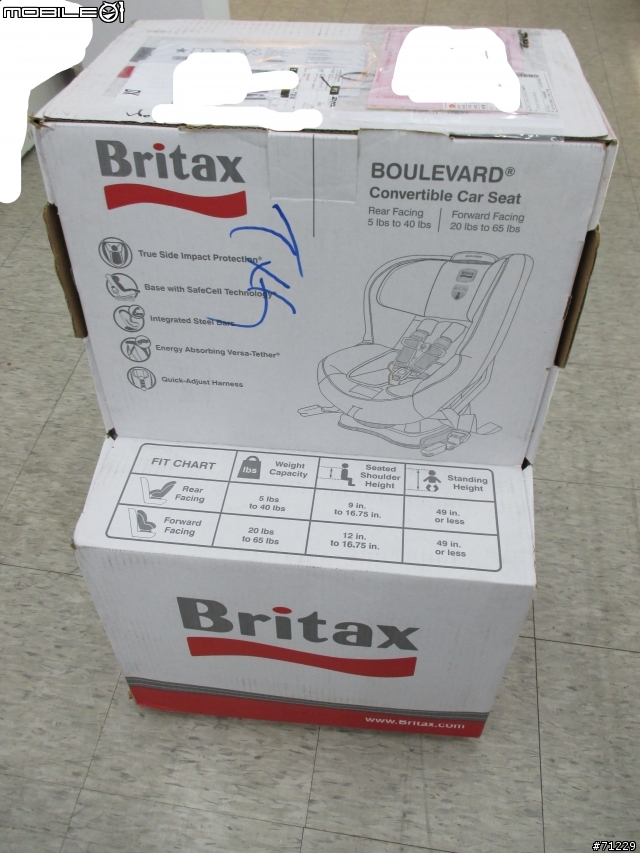 MOBILE01
Britax
BOULEVARD®
Convertible Car Seat
Rear Facing
5 lbs to 40 lbs
Forward Facing
20 lbs to 65 lbs
True Side Impact Protection®
Base with SafeCell Technology®
Integrated Steel Bars
Energy Absorbing Versa-Tether®
Quick-Adjust Harness
FIT CHART
lbs
Weight
Capacity
Seated
Shoulder
Height
Standing
Height
Rear
Facing
5 lbs
to 40 lbs
9 in.
to 16.75 in.
49 in.
or less
Forward
Facing
20 lbs
to 65 lbs
12 in.
to 16.75 in.
49 in.
or less
Britax
www.Britax.com
#71229